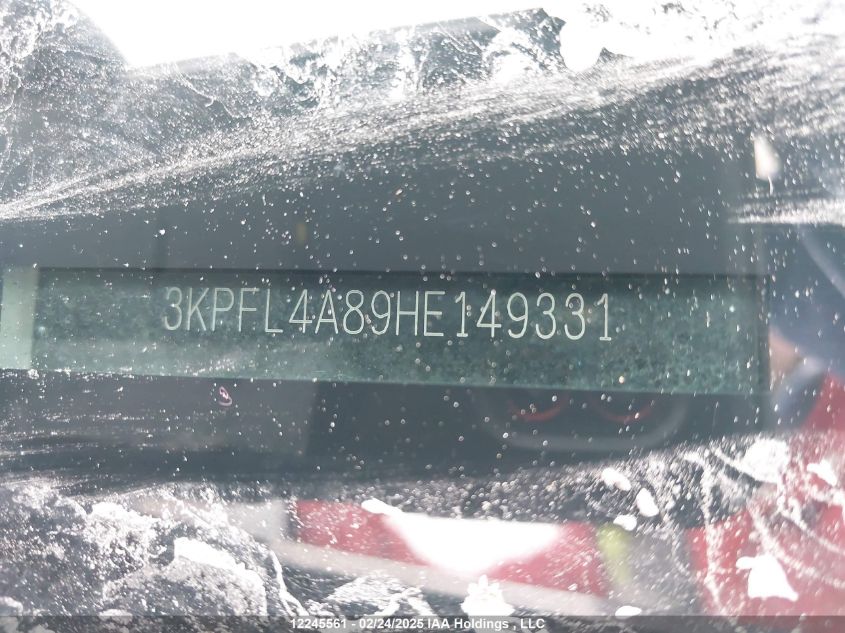 3KPFL4A89HE149331
12245561 - 02/24/2025 IAA Holdings , LLC